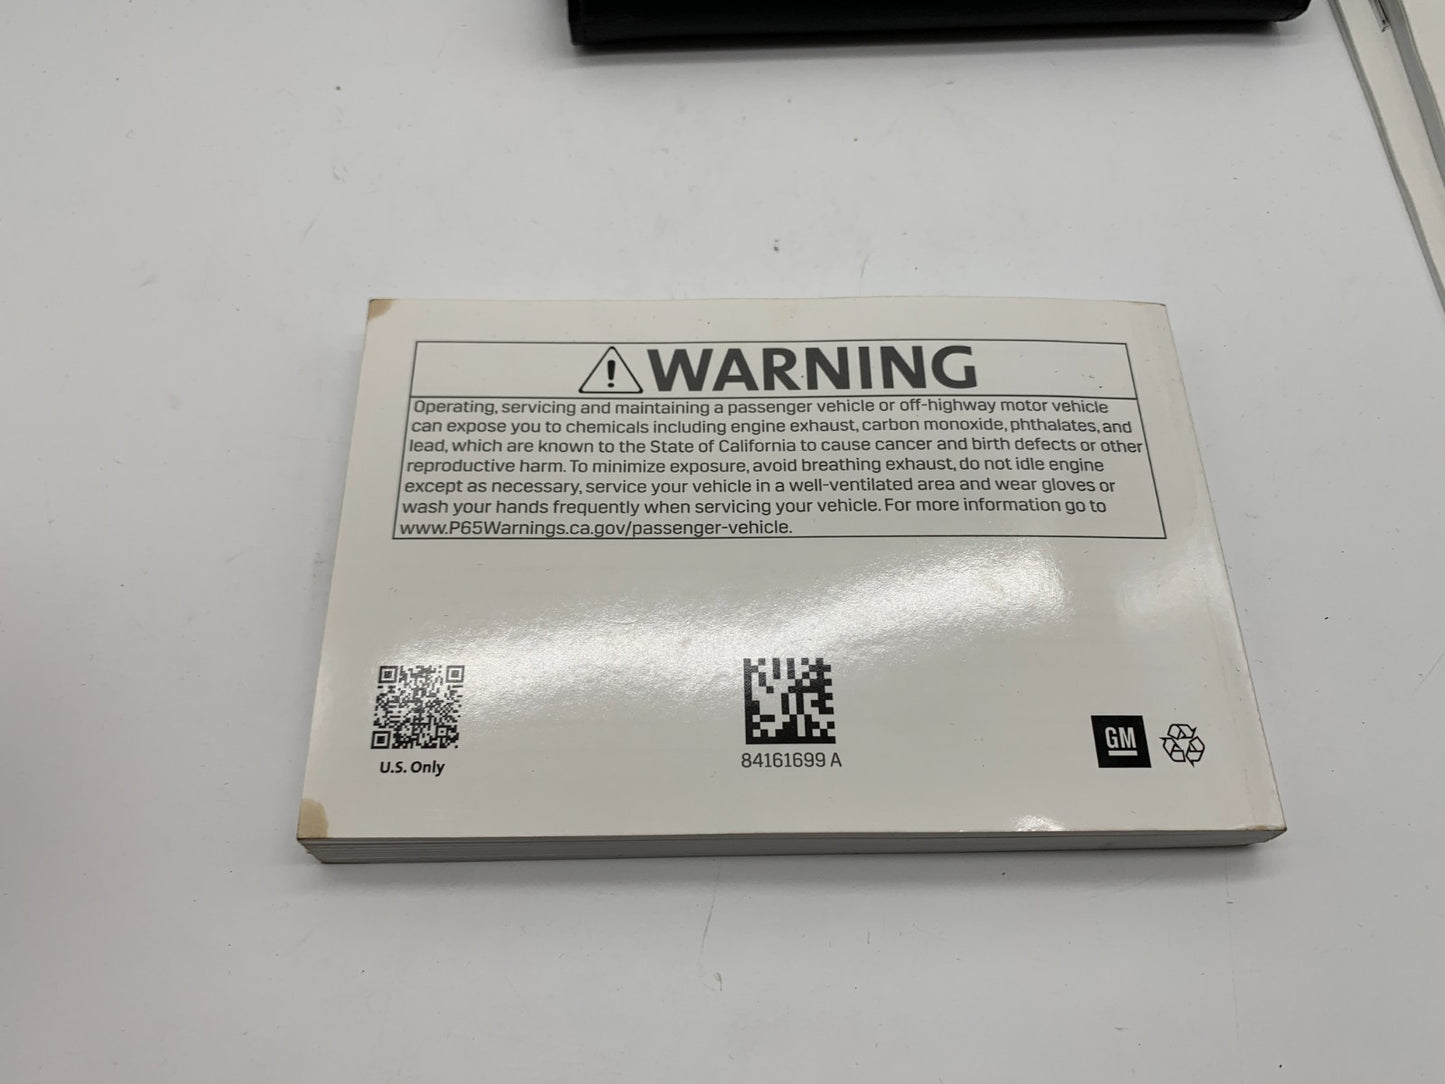 WARNING
Operating, servicing and maintaining a passenger vehicle or off-highway motor vehicle
can expose you to chemicals including engine exhaust, carbon monoxide, phthalates, and
lead, which are known to the State of California to cause cancer and birth defects or other
reproductive harm. To minimize exposure, avoid breathing exhaust, do not idle engine
except as necessary, service your vehicle in a well-ventilated area and wear gloves or
wash your hands frequently when servicing your vehicle. For more information go to
www.P65Warnings.ca.gov/passenger-vehicle.
U.S. Only
84161699 A
GM